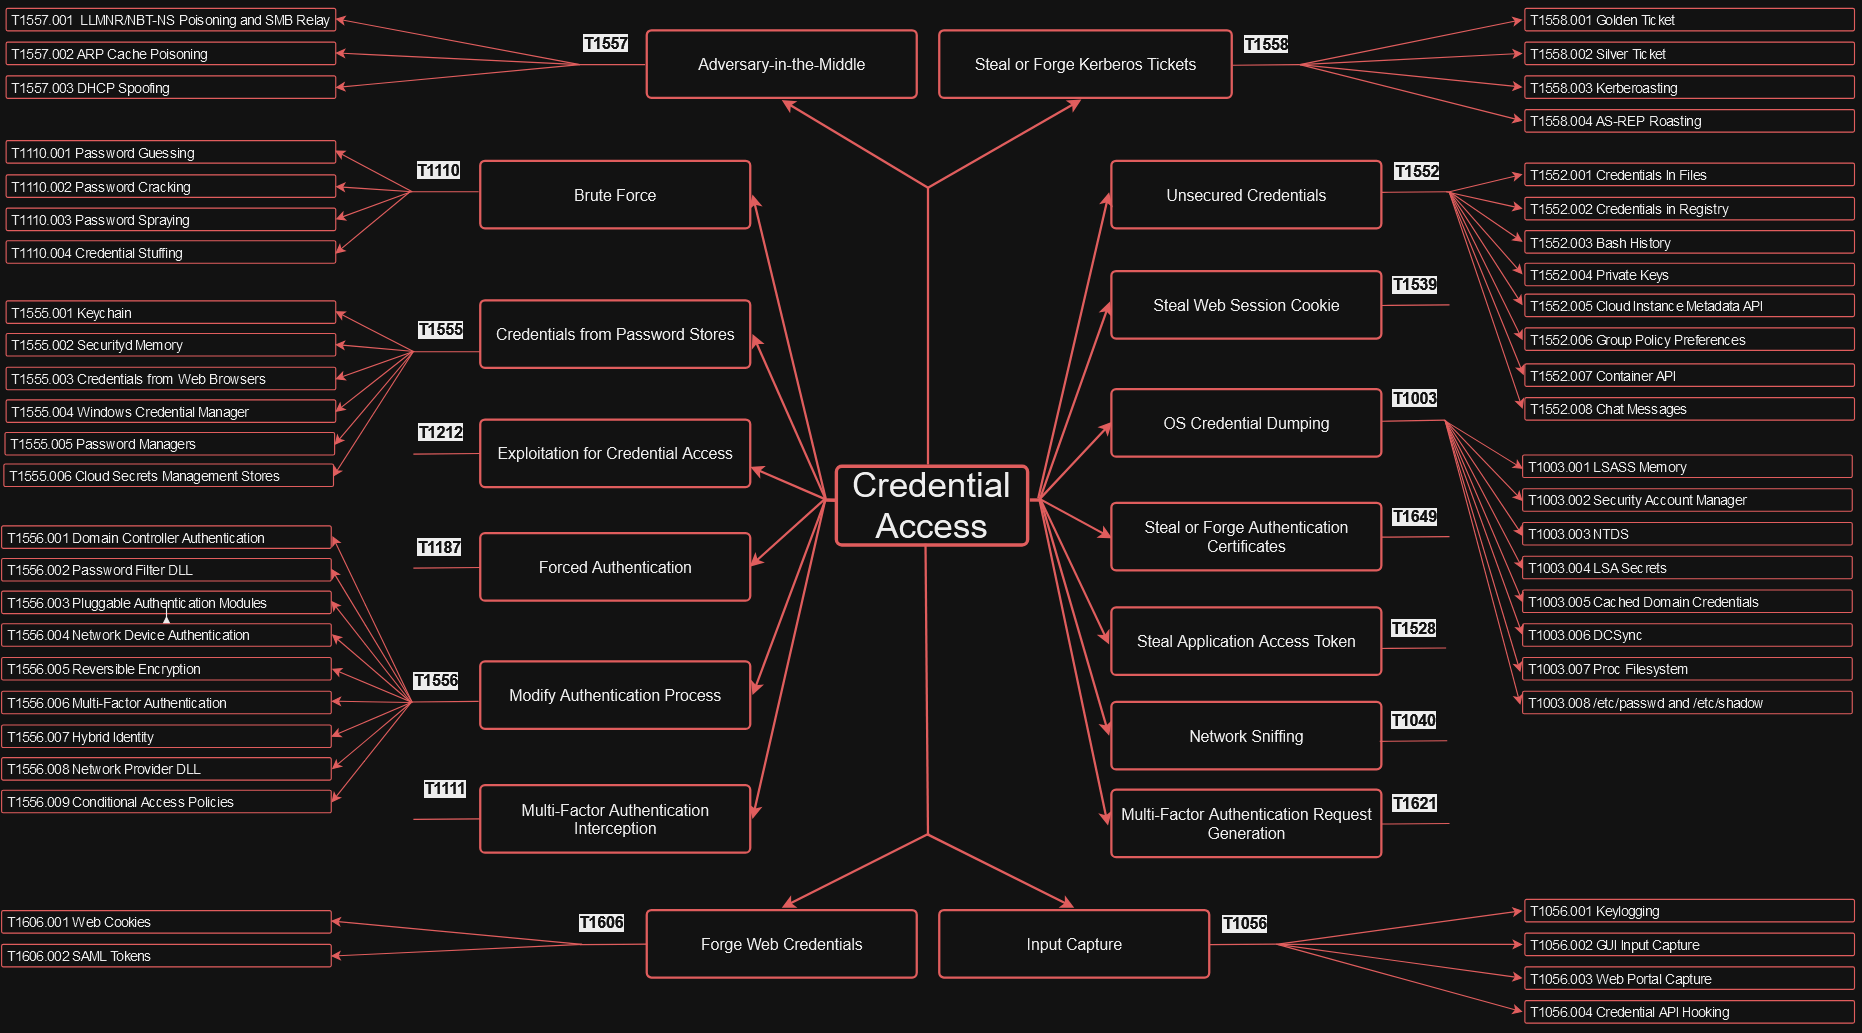 T1557.001  LLMNR/NBT-NS Poisoning and SMB Relay
T1557.002 ARP Cache Poisoning
T1557.003 DHCP Spoofing
T1557
Adversary-in-the-Middle
Steal or Forge Kerberos Tickets
T1558
T1558.001 Golden Ticket
T1558.002 Silver Ticket
T1558.003 Kerberoasting
T1558.004 AS-REP Roasting
T1110.001 Password Guessing
T1110.002 Password Cracking
T1110.003 Password Spraying
T1110.004 Credential Stuffing
T1110
Brute Force
Unsecured Credentials
T1552
T1552.001 Credentials In Files
T1552.002 Credentials in Registry
T1552.003 Bash History
T1552.004 Private Keys
T1552.005 Cloud Instance Metadata API
T1552.006 Group Policy Preferences
T1552.007 Container API
T1552.008 Chat Messages
T1555.001 Keychain
T1555.002 Securityd Memory
T1555.003 Credentials from Web Browsers
T1555.004 Windows Credential Manager
T1555.005 Password Managers
T1555.006 Cloud Secrets Management Stores
T1555
Credentials from Password Stores
Steal Web Session Cookie
T1539
T1212
Exploitation for Credential Access
OS Credential Dumping
T1003
T1003.001 LSASS Memory
T1003.002 Security Account Manager
T1003.003 NTDS
T1003.004 LSA Secrets
T1003.005 Cached Domain Credentials
T1003.006 DCSync
T1003.007 Proc Filesystem
T1003.008 /etc/passwd and /etc/shadow
Credential
Access
T1187
Forced Authentication
Steal or Forge Authentication
Certificates
T1649
T1556.001 Domain Controller Authentication
T1556.002 Password Filter DLL
T1556.003 Pluggable Authentication Modules
T1556.004 Network Device Authentication
T1556.005 Reversible Encryption
T1556.006 Multi-Factor Authentication
T1556.007 Hybrid Identity
T1556.008 Network Provider DLL
T1556.009 Conditional Access Policies
T1556
Modify Authentication Process
Steal Application Access Token
T1528
Network Sniffing
T1040
T1111
Multi-Factor Authentication
Interception
Multi-Factor Authentication Request
Generation
T1621
T1606.001 Web Cookies
T1606.002 SAML Tokens
T1606
Forge Web Credentials
Input Capture
T1056
T1056.001 Keylogging
T1056.002 GUI Input Capture
T1056.003 Web Portal Capture
T1056.004 Credential API Hooking